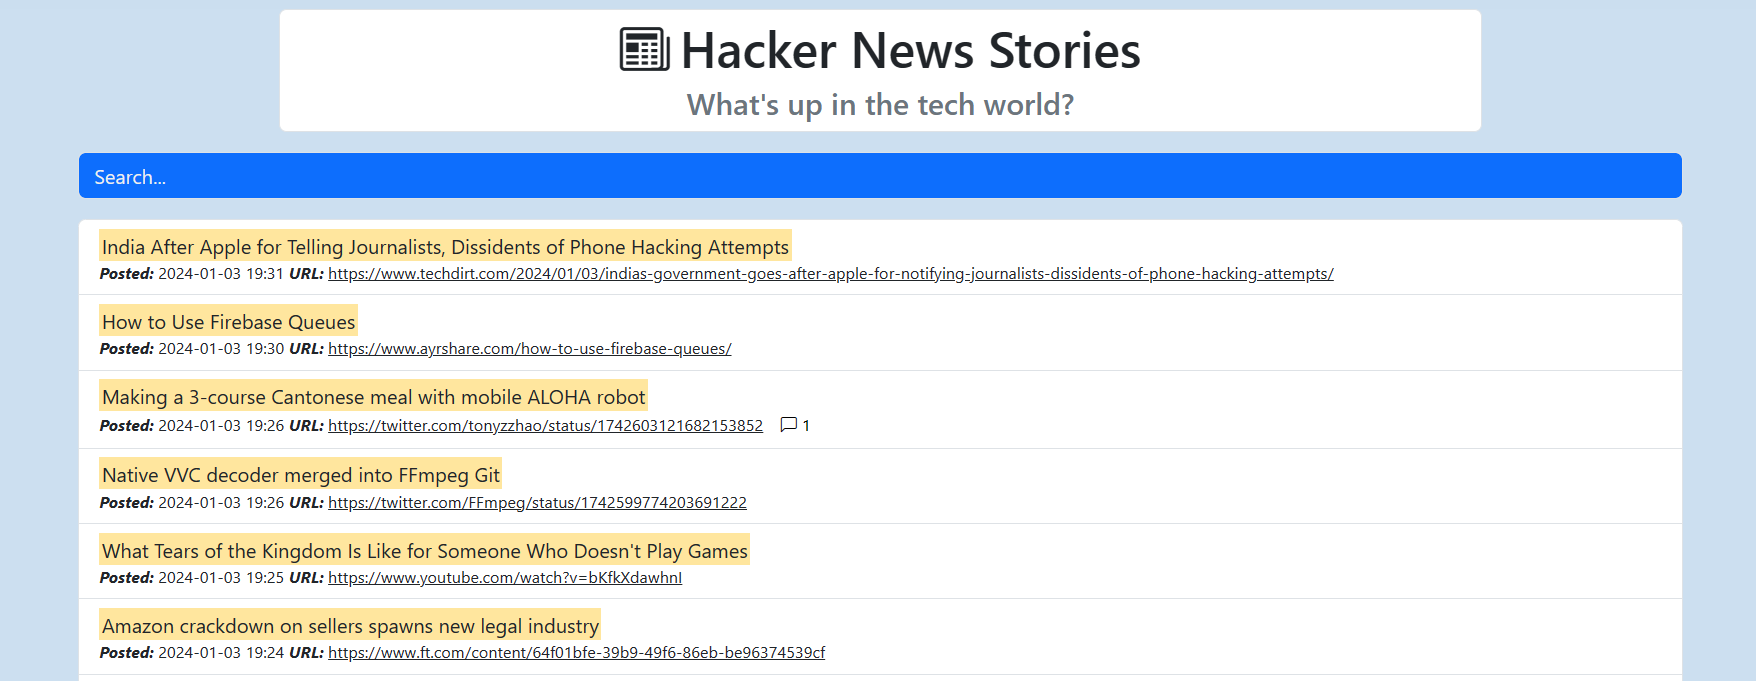 Hacker News Stories
What's up in the tech world?
Search...
India After Apple for Telling Journalists, Dissidents of Phone Hacking Attempts
Posted: 2024-01-03 19:31 URL: https://www.techdirt.com/2024/01/03/indias-government-goes-after-apple-for-notifying-journalists-dissidents-of-phone-hacking-attempts/
How to Use Firebase Queues
Posted: 2024-01-03 19:30 URL: https://www.ayrshare.com/how-to-use-firebase-queues/
Making a 3-course Cantonese meal with mobile ALOHA robot
Posted: 2024-01-03 19:26 URL: https://twitter.com/tonyzzhao/status/1742603121682153852 1
Native VVC decoder merged into FFmpeg Git
Posted: 2024-01-03 19:26 URL: https://twitter.com/FFmpeg/status/1742599774203691222
What Tears of the Kingdom Is Like for Someone Who Doesn't Play Games
Posted: 2024-01-03 19:25 URL: https://www.youtube.com/watch?v=bKfkXdawhnI
Amazon crackdown on sellers spawns new legal industry
Posted: 2024-01-03 19:24 URL: https://www.ft.com/content/64f01bfe-39b9-49f6-86eb-be96374539cf